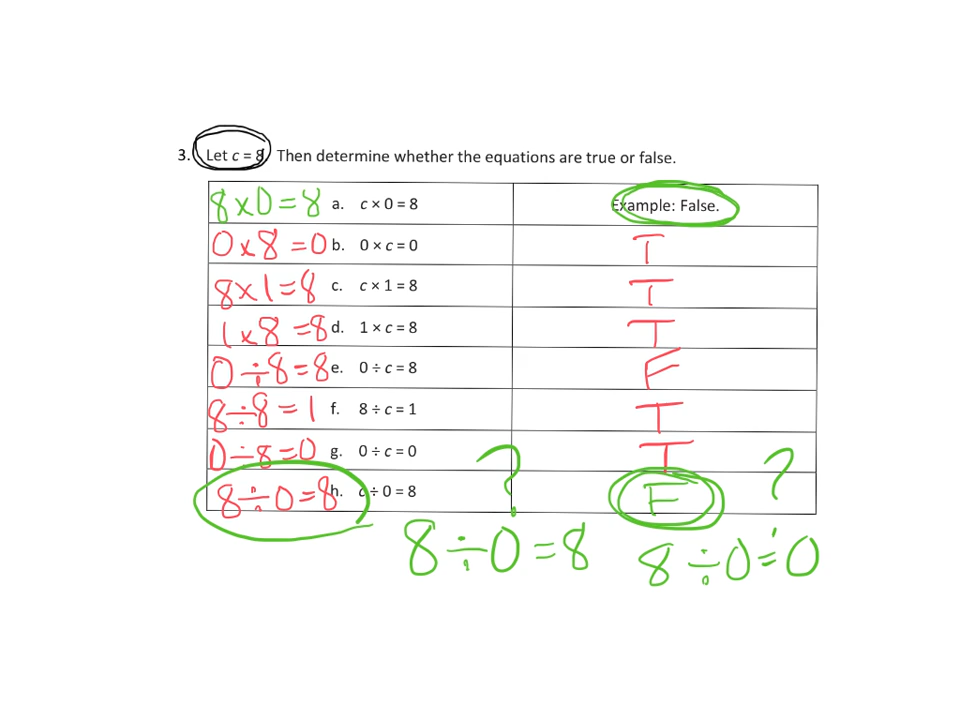 3. Let c = 8. Then determine whether the equations are true or false.
8 x 0 = 8 a. c × 0 = 8 Example: False.
0 x 8 = 0 b. 0 × c = 0 T
8 x 1 = 8 c. c × 1 = 8 T
1 x 8 = 8 d. 1 × c = 8 T
0 ÷ 8 = 8 e. 0 ÷ c = 8 F
8 ÷ 8 = 1 f. 8 ÷ c = 1 T
0 ÷ 8 = 0 g. 0 ÷ c = 0 T
8 ÷ 0 = 8 h. c ÷ 0 = 8 F
? ?
8 ÷ 0 = 8 8 ÷ 0 = 0